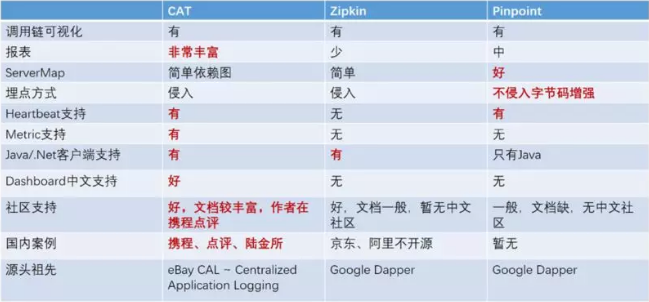 CAT Zipkin Pinpoint
调用链可视化 有 有 有
报表 非常丰富 少 中
ServerMap 简单依赖图 简单 好
埋点方式 侵入 侵入 不侵入字节码增强
Heartbeat支持 有 无 有
Metric支持 有 无 无
Java/.Net客户端支持 有 有 只有Java
Dashboard中文支持 好 无 无
社区支持 好，文档较丰富，作者在 好，文档一般，暂无中文 一般，文档缺，无中文社
携程点评 社区 区
国内案例 携程、点评、陆金所 京东、阿里不开源 暂无
源头祖先 eBay CAL ~ Centralized Google Dapper Google Dapper
Application Logging